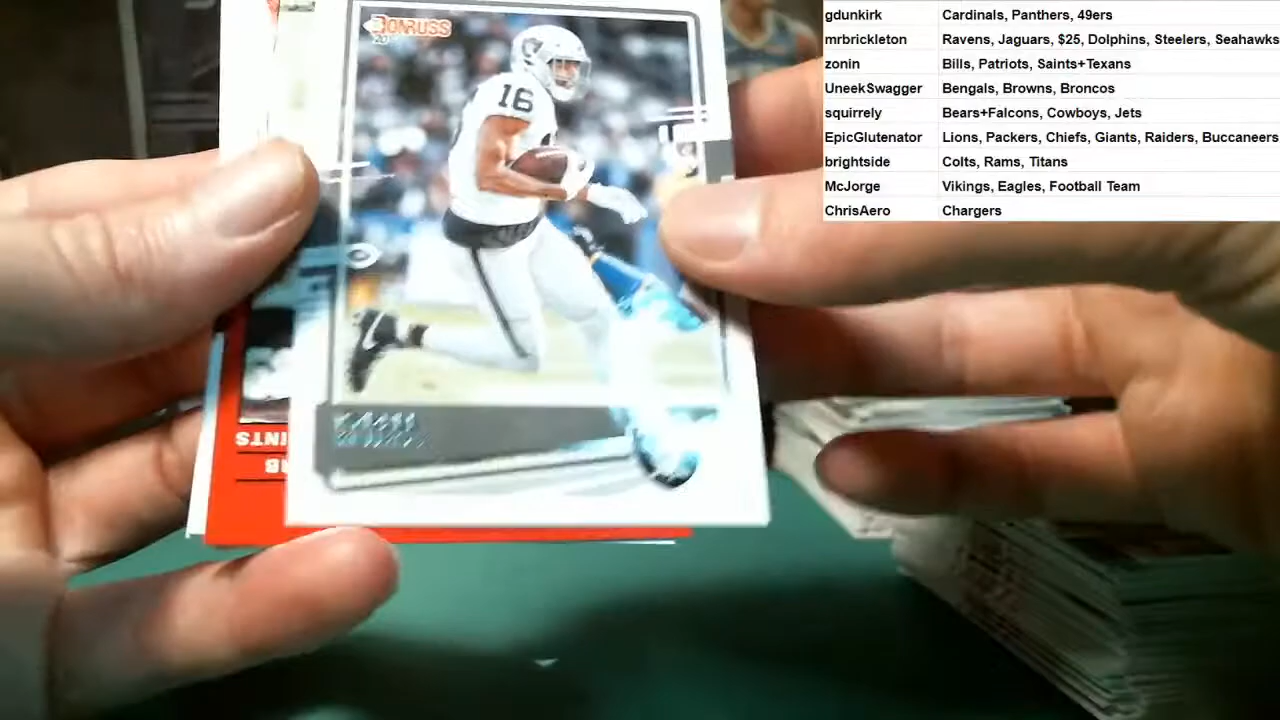 gdunkirk Cardinals, Panthers, 49ers
mrbrickleton Ravens, Jaguars, $25, Dolphins, Steelers, Seahawks
zonin Bills, Patriots, Saints+Texans
UneekSwagger Bengals, Browns, Broncos
squirrely Bears+Falcons, Cowboys, Jets
EpicGlutenator Lions, Packers, Chiefs, Giants, Raiders, Buccaneers
brightside Colts, Rams, Titans
McJorge Vikings, Eagles, Football Team
ChrisAero Chargers
DONRUSS
20
16